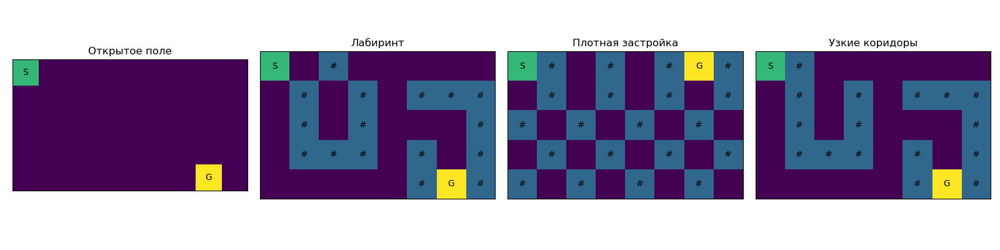 Открытое поле
S
G
Лабиринт
S #
# # # # #
# # #
# # # # #
# G #
Плотная застройка
S # # # G #
# # # #
# # # #
# # # #
# # # #
Узкие коридоры
S #
# # # # #
# # #
# # # # #
# G #